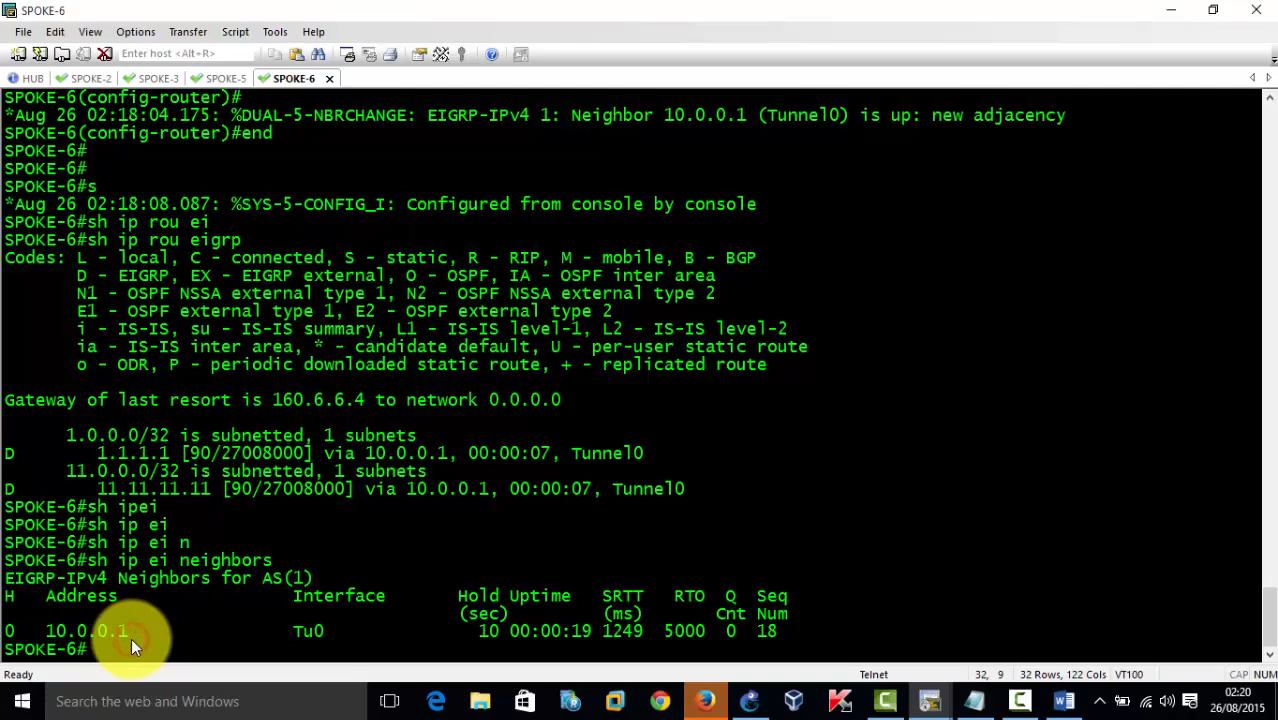 SPOKE-6
File Edit View Options Transfer Script Tools Help
Enter host <Alt+R>
HUB SPOKE-2 SPOKE-3 SPOKE-5 SPOKE-6
SPOKE-6(config-router)#
*Aug 26 02:18:04.175: %DUAL-5-NBRCHANGE: EIGRP-IPv4 1: Neighbor 10.0.0.1 (Tunnel0) is up: new adjacency
SPOKE-6(config-router)#end
SPOKE-6#
SPOKE-6#
SPOKE-6#s
*Aug 26 02:18:08.087: %SYS-5-CONFIG_I: Configured from console by console
SPOKE-6#sh ip rou ei
SPOKE-6#sh ip rou eigrp
Codes: L - local, C - connected, S - static, R - RIP, M - mobile, B - BGP
D - EIGRP, EX - EIGRP external, O - OSPF, IA - OSPF inter area
N1 - OSPF NSSA external type 1, N2 - OSPF NSSA external type 2
E1 - OSPF external type 1, E2 - OSPF external type 2
i - IS-IS, su - IS-IS summary, L1 - IS-IS level-1, L2 - IS-IS level-2
ia - IS-IS inter area, * - candidate default, U - per-user static route
o - ODR, P - periodic downloaded static route, + - replicated route
Gateway of last resort is 160.6.6.4 to network 0.0.0.0
1.0.0.0/32 is subnetted, 1 subnets
D 1.1.1.1 [90/27008000] via 10.0.0.1, 00:00:07, Tunnel0
11.0.0.0/32 is subnetted, 1 subnets
D 11.11.11.11 [90/27008000] via 10.0.0.1, 00:00:07, Tunnel0
SPOKE-6#sh ipei
SPOKE-6#sh ip ei
SPOKE-6#sh ip ei n
SPOKE-6#sh ip ei neighbors
EIGRP-IPv4 Neighbors for AS(1)
H Address Interface Hold Uptime SRTT RTO Q Seq
(sec) (ms) Cnt Num
0 10.0.0.1 Tu0 10 00:00:19 1249 5000 0 18
SPOKE-6#
Ready Telnet 32, 9 32 Rows, 122 Cols VT100 CAP NUM
Search the web and Windows
02:20
26/08/2015